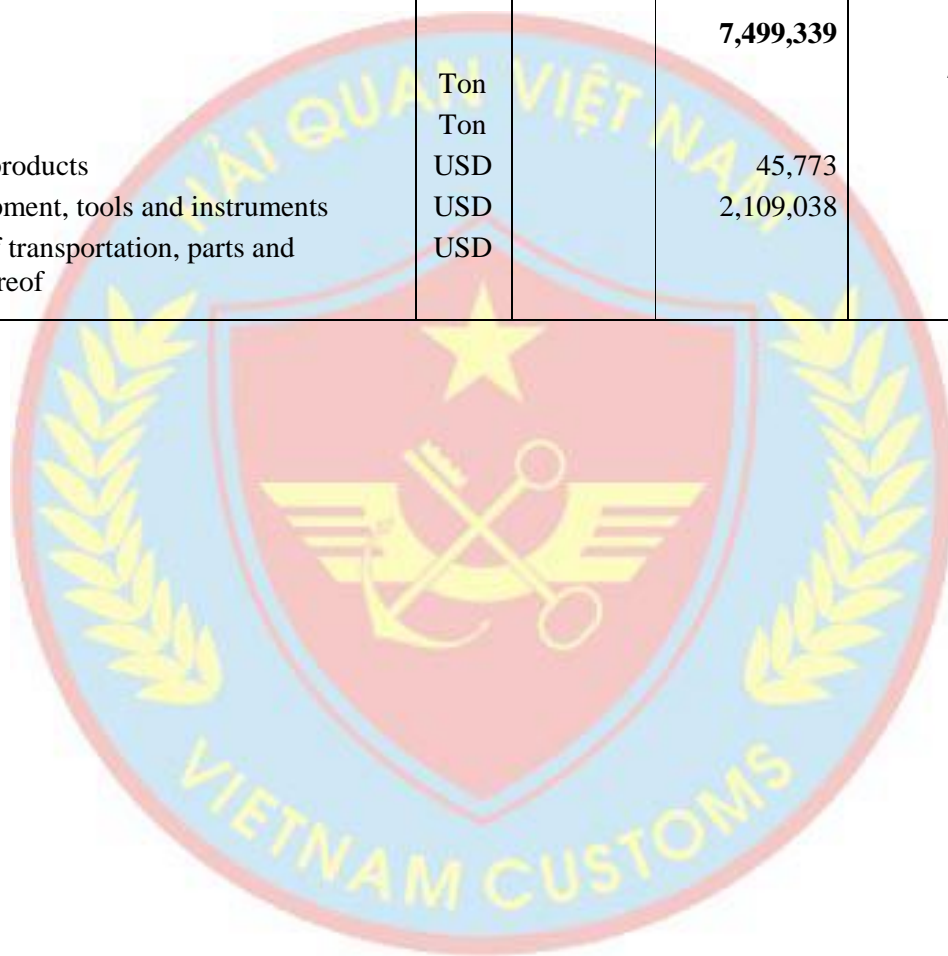 7,499,339
Ton
Ton
products USD 45,773
pment, tools and instruments USD 2,109,038
f transportation, parts and USD
reof
HẢI QUAN VIỆT NAM
VIETNAM CUSTOMS